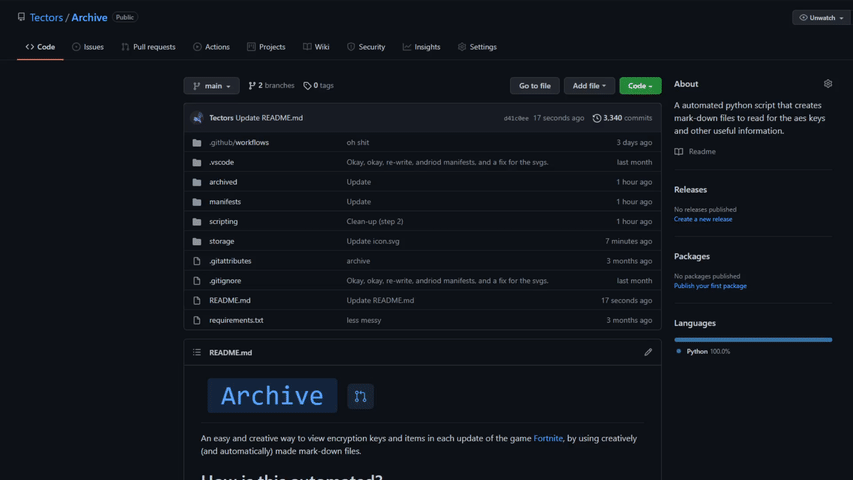 Tectors / Archive Public
Unwatch
Code Issues Pull requests Actions Projects Wiki Security Insights Settings
main 2 branches 0 tags Go to file Add file Code
Tectors Update README.md 17 seconds ago 3,340 commits
.github/workflows oh shit 3 days ago
.vscode Okay, okay, re-write, andriod manifests, and a fix for the svgs. last month
archived Update 1 hour ago
manifests Update 1 hour ago
scripting Clean-up (step 2) 1 hour ago
storage Update icon.svg 7 minutes ago
.gitattributes archive 3 months ago
.gitignore Okay, okay, re-write, andriod manifests, and a fix for the svgs. last month
README.md Update README.md 17 seconds ago
requirements.txt less messy 3 months ago
README.md
Archive
An easy and creative way to view encryption keys and items in each update of the game Fortnite, by using creatively
(and automatically) made mark-down files.
How is this automated?
About
A automated python script that creates
mark-down files to read for the aes keys
and other useful information.
Readme
Releases
No releases published
Create a new release
Packages
No packages published
Publish your first package
Languages
Python 100.0%